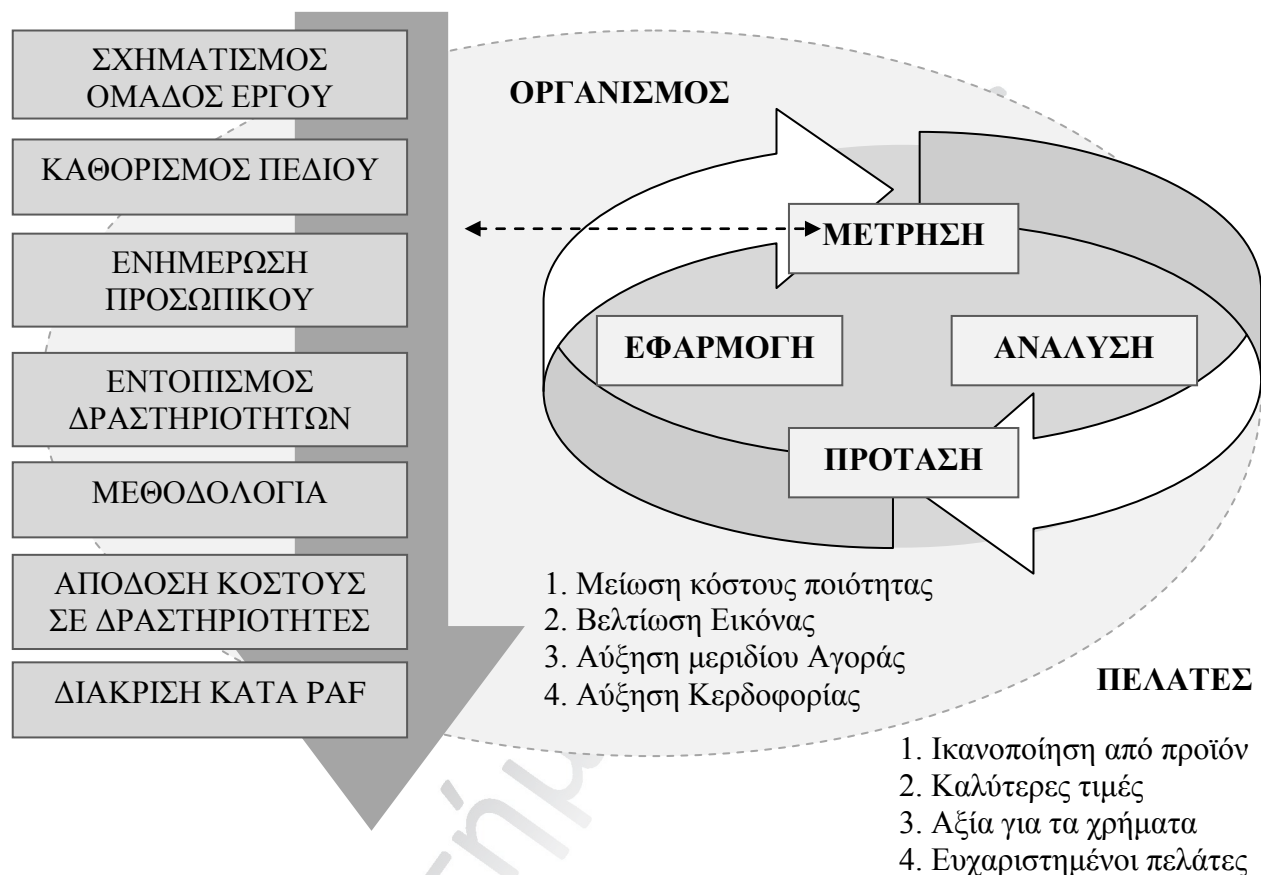 ΣΧΗΜΑΤΙΣΜΟΣ
ΟΜΑΔΟΣ ΕΡΓΟΥ
ΚΑΘΟΡΙΣΜΟΣ ΠΕΔΙΟΥ
ΕΝΗΜΕΡΩΣΗ
ΠΡΟΣΩΠΙΚΟΥ
ΕΝΤΟΠΙΣΜΟΣ
ΔΡΑΣΤΗΡΙΟΤΗΤΩΝ
ΜΕΘΟΔΟΛΟΓΙΑ
ΑΠΟΔΟΣΗ ΚΟΣΤΟΥΣ
ΣΕ ΔΡΑΣΤΗΡΙΟΤΗΤΕΣ
ΔΙΑΚΡΙΣΗ ΚΑΤΑ PAF
ΟΡΓΑΝΙΣΜΟΣ
ΜΕΤΡΗΣΗ
ΕΦΑΡΜΟΓΗ
ΑΝΑΛΥΣΗ
ΠΡΟΤΑΣΗ
1. Μείωση κόστους ποιότητας
2. Βελτίωση Εικόνας
3. Αύξηση μεριδίου Αγοράς
4. Αύξηση Κερδοφορίας
ΠΕΛΑΤΕΣ
1. Ικανοποίηση από προϊόν
2. Καλύτερες τιμές
3. Αξία για τα χρήματα
4. Ευχαριστημένοι πελάτες